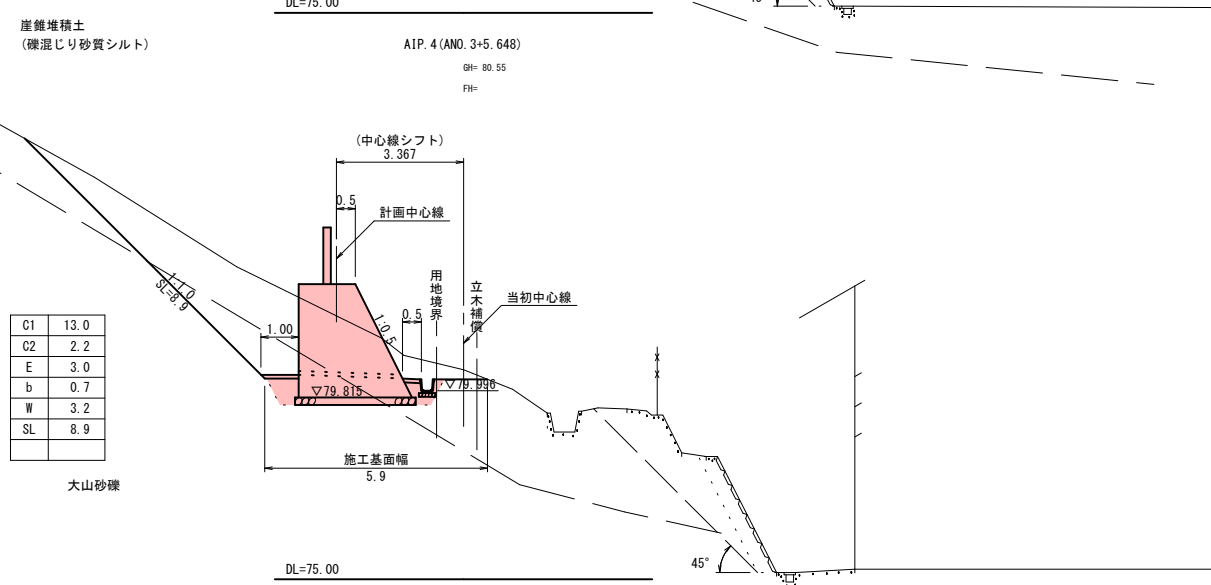 DL=75.00
崖錐堆積土
(礫混じり砂質シルト)
AIP.4(ANO.3+5.648)
GH= 80.55
FH=
(中心線シフト)
3.367
0.5
計画中心線
用地境界
立木補償
当初中心線
1:1.0
SL=8.9
1.00
1:0.5
0.5
▽79.815
▽79.996
C1 13.0
C2 2.2
E 3.0
b 0.7
W 3.2
SL 8.9
施工基面幅
5.9
大山砂礫
45°
DL=75.00